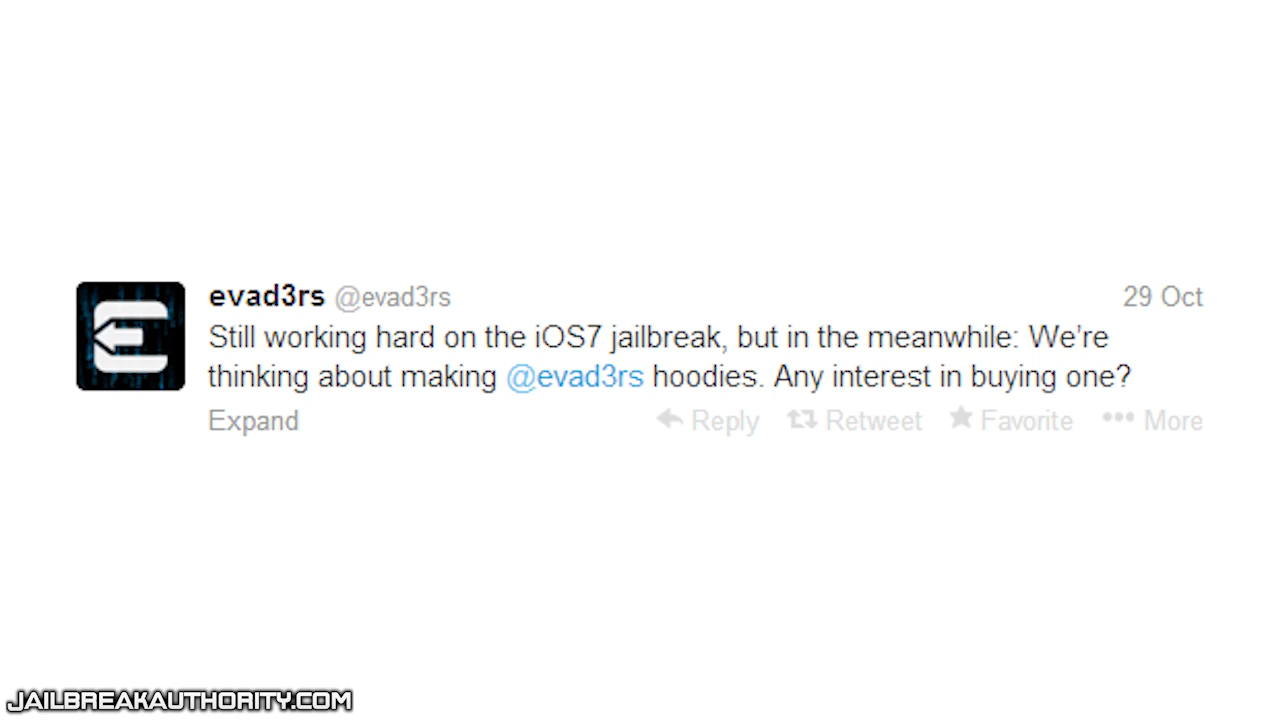 evad3rs @evad3rs 29 Oct
Still working hard on the iOS7 jailbreak, but in the meanwhile: We're
thinking about making @evad3rs hoodies. Any interest in buying one?
Expand Reply Retweet Favorite More
JAILBREAKAUTHORITY.COM